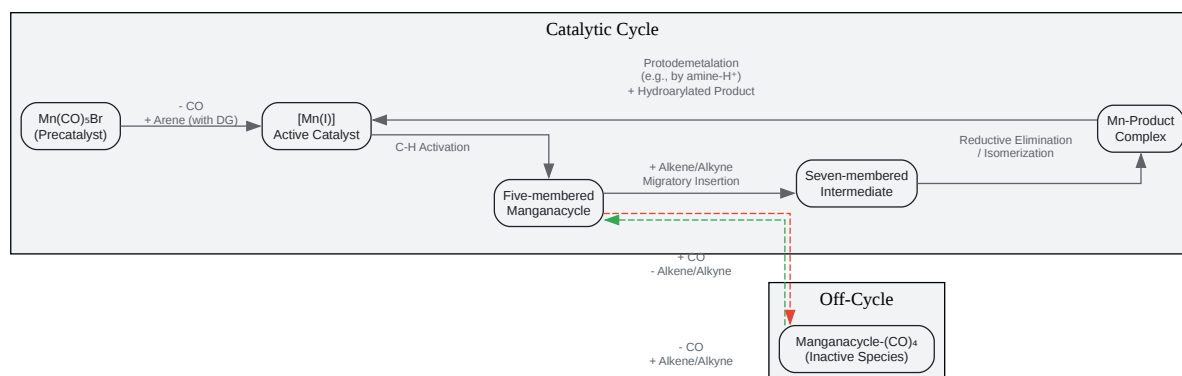 Catalytic Cycle
Protodemetalation
(e.g., by amine-H⁺)
+ Hydroarylated Product
Mn(CO)₅Br
(Precatalyst)
- CO
+ Arene (with DG)
[Mn(I)]
Active Catalyst
C-H Activation
Five-membered
Manganacycle
+ Alkene/Alkyne
Migratory Insertion
Seven-membered
Intermediate
Reductive Elimination
/ Isomerization
Mn-Product
Complex
+ CO
- Alkene/Alkyne
Off-Cycle
- CO
+ Alkene/Alkyne
Manganacycle-(CO)₄
(Inactive Species)